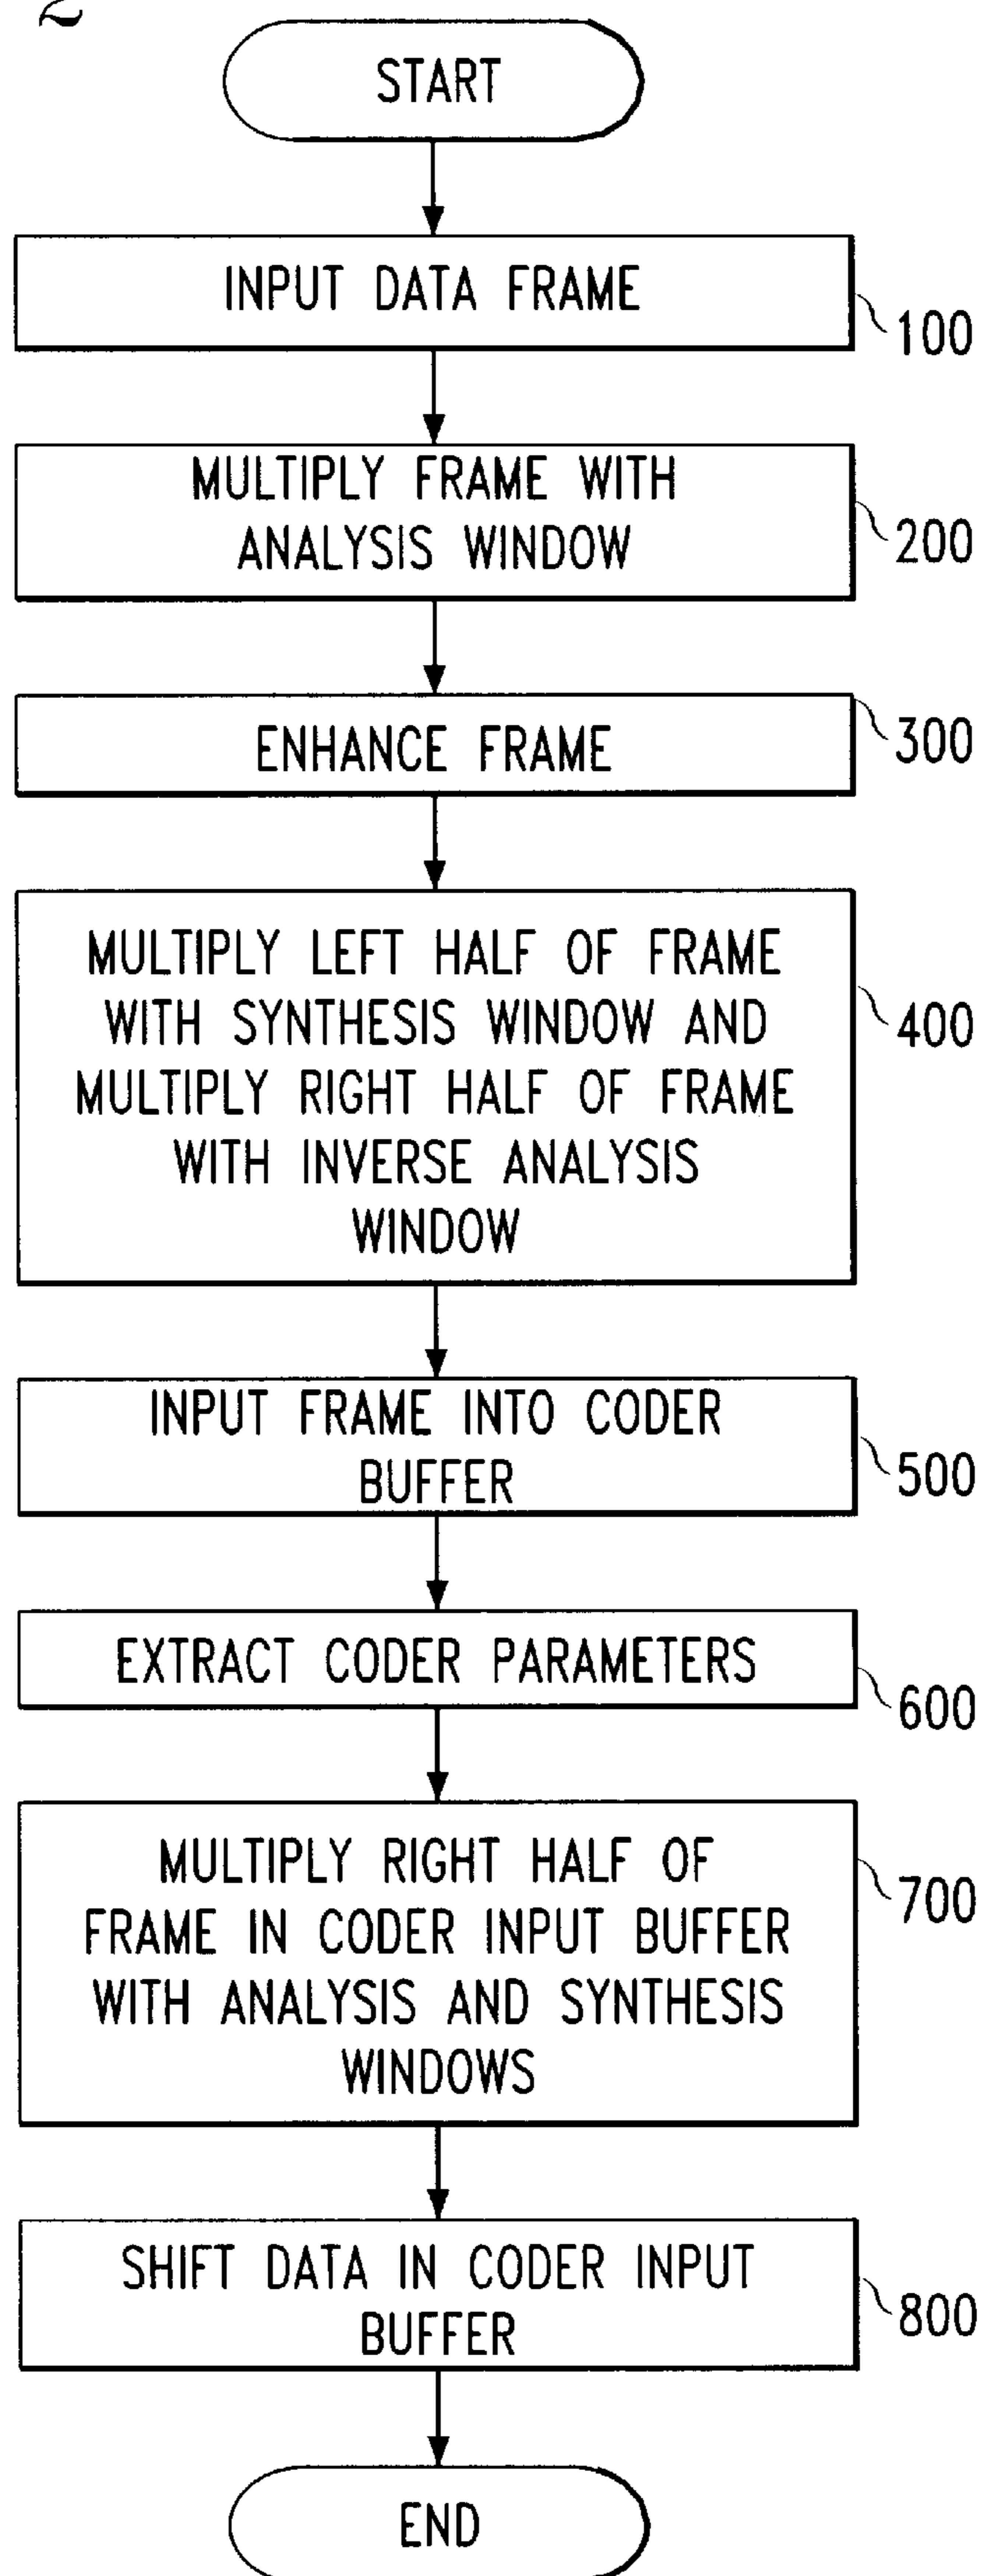 2
START
INPUT DATA FRAME
100
MULTIPLY FRAME WITH
ANALYSIS WINDOW
200
ENHANCE FRAME
300
MULTIPLY LEFT HALF OF FRAME
WITH SYNTHESIS WINDOW AND
MULTIPLY RIGHT HALF OF FRAME
WITH INVERSE ANALYSIS
WINDOW
400
INPUT FRAME INTO CODER
BUFFER
500
EXTRACT CODER PARAMETERS
600
MULTIPLY RIGHT HALF OF
FRAME IN CODER INPUT BUFFER
WITH ANALYSIS AND SYNTHESIS
WINDOWS
700
SHIFT DATA IN CODER INPUT
BUFFER
800
END